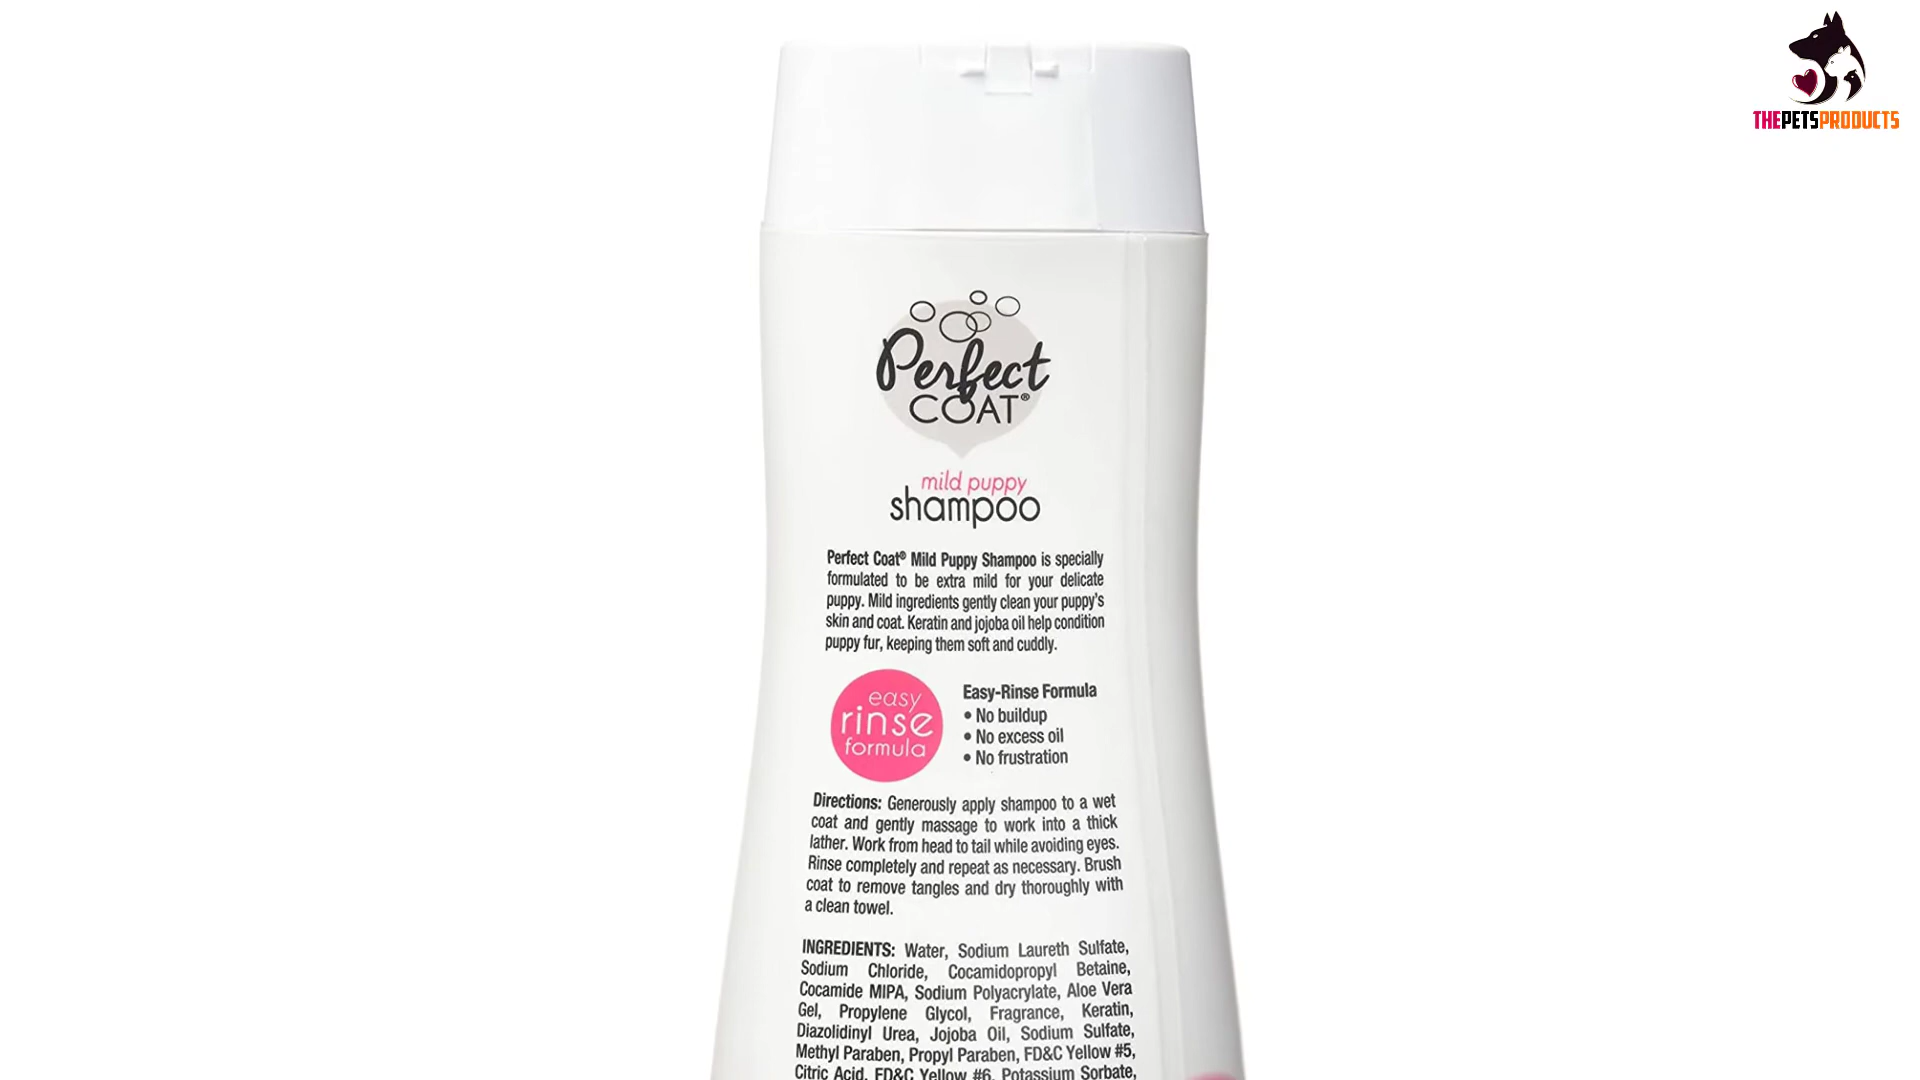 THEPETSPRODUCTS
Perfect
COAT®
mild puppy
shampoo
Perfect Coat® Mild Puppy Shampoo is specially
formulated to be extra mild for your delicate
puppy. Mild ingredients gently clean your puppy's
skin and coat. Keratin and jojoba oil help condition
puppy fur, keeping them soft and cuddly.
easy
rinse
formula
Easy-Rinse Formula
• No buildup
• No excess oil
• No frustration
Directions: Generously apply shampoo to a wet
coat and gently massage to work into a thick
lather. Work from head to tail while avoiding eyes.
Rinse completely and repeat as necessary. Brush
coat to remove tangles and dry thoroughly with
a clean towel.
INGREDIENTS: Water, Sodium Laureth Sulfate,
Sodium Chloride, Cocamidopropyl Betaine,
Cocamide MIPA, Sodium Polyacrylate, Aloe Vera
Gel, Propylene Glycol, Fragrance, Keratin,
Diazolidinyl Urea, Jojoba Oil, Sodium Sulfate,
Methyl Paraben, Propyl Paraben, FD&C Yellow #5,
Citric Acid, FD&C Yellow #6, Potassium Sorbate,